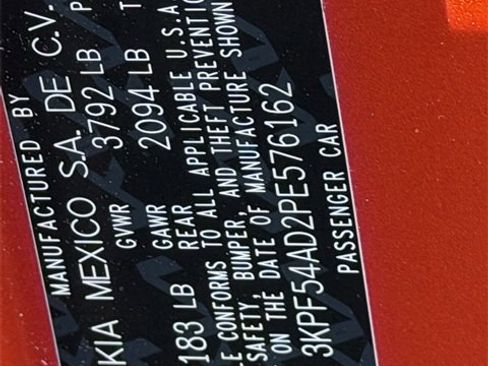 MANUFACTURED BY
KIA MEXICO S.A. DE C.V.
GVWR 3792 LB
GAWR 2094 LB
183 LB REAR
E CONFORMS TO ALL APPLICABLE U.S.A
SAFETY, BUMPER, AND THEFT PREVENTIO
ON THE DATE OF MANUFACTURE SHOWN
3KPF54AD2PE576162
PASSENGER CAR